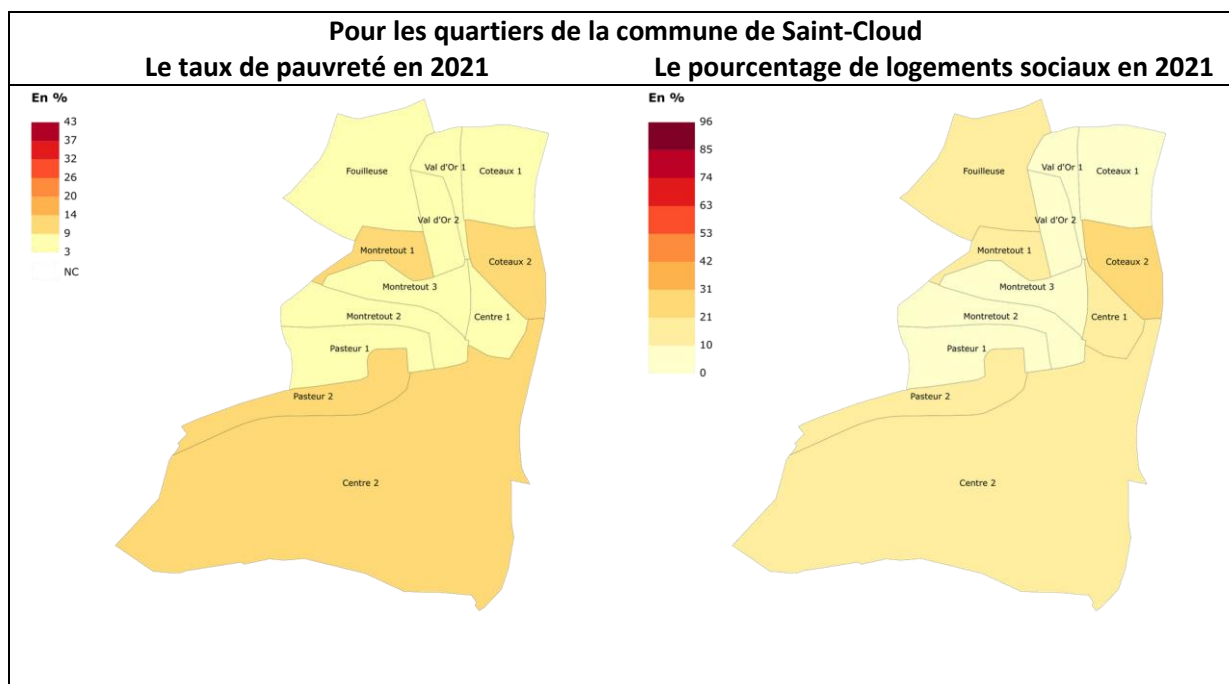 Pour les quartiers de la commune de Saint-Cloud
Le taux de pauvreté en 2021
Le pourcentage de logements sociaux en 2021
En %
43
37
32
26
20
14
9
3
NC
Fouilleuse
Val d'Or 1
Coteaux 1
Val d'Or 2
Montretout 1
Coteaux 2
Montretout 3
Montretout 2
Centre 1
Pasteur 1
Pasteur 2
Centre 2
En %
96
85
74
63
53
42
31
21
10
0
Fouilleuse
Val d'Or 1
Coteaux 1
Val d'Or 2
Montretout 1
Coteaux 2
Montretout 3
Montretout 2
Centre 1
Pasteur 1
Pasteur 2
Centre 2